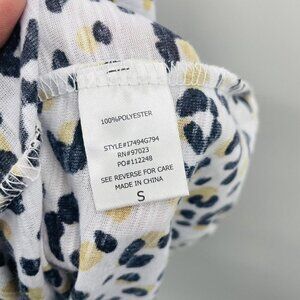 100%POLYESTER
STYLE#17494G794
RN#97023
PO#112248
SEE REVERSE FOR CARE
MADE IN CHINA
S